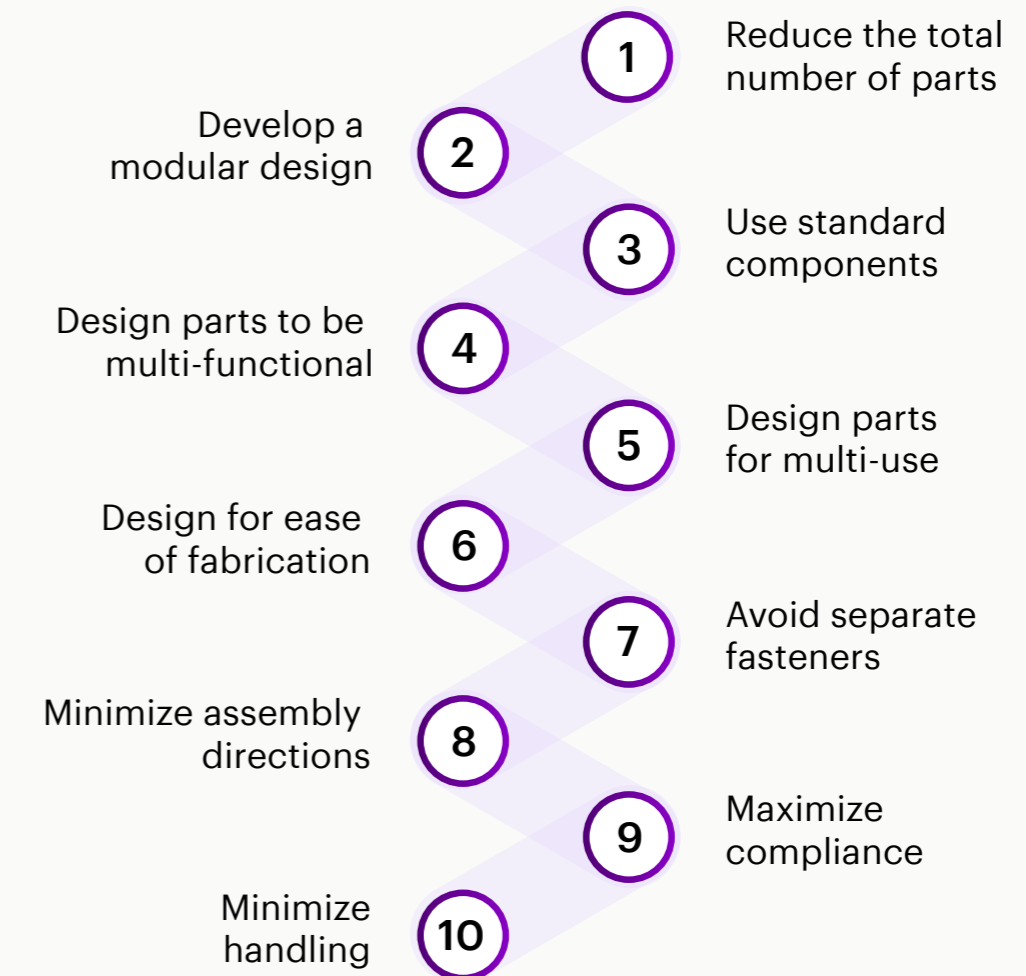 1
Reduce the total
number of parts
Develop a
modular design
2
3
Use standard
components
Design parts to be
multi-functional
4
5
Design parts
for multi-use
Design for ease
of fabrication
6
7
Avoid separate
fasteners
Minimize assembly
directions
8
9
Maximize
compliance
Minimize
handling
10